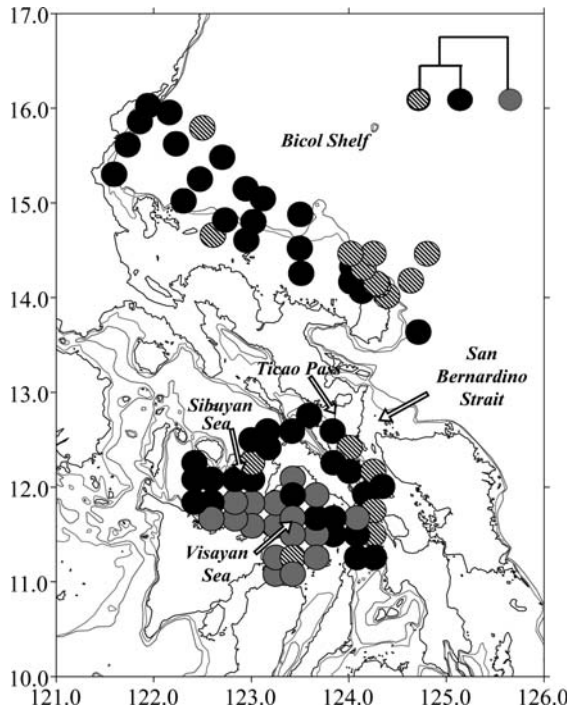 17.0
16.0
Bicol Shelf
15.0
14.0
13.0
Ticao Pass
San
Bernardino
Strait
Sibuyan
Sea
12.0
Visayan
Sea
11.0
10.0
121.0 122.0 123.0 124.0 125.0 126.0